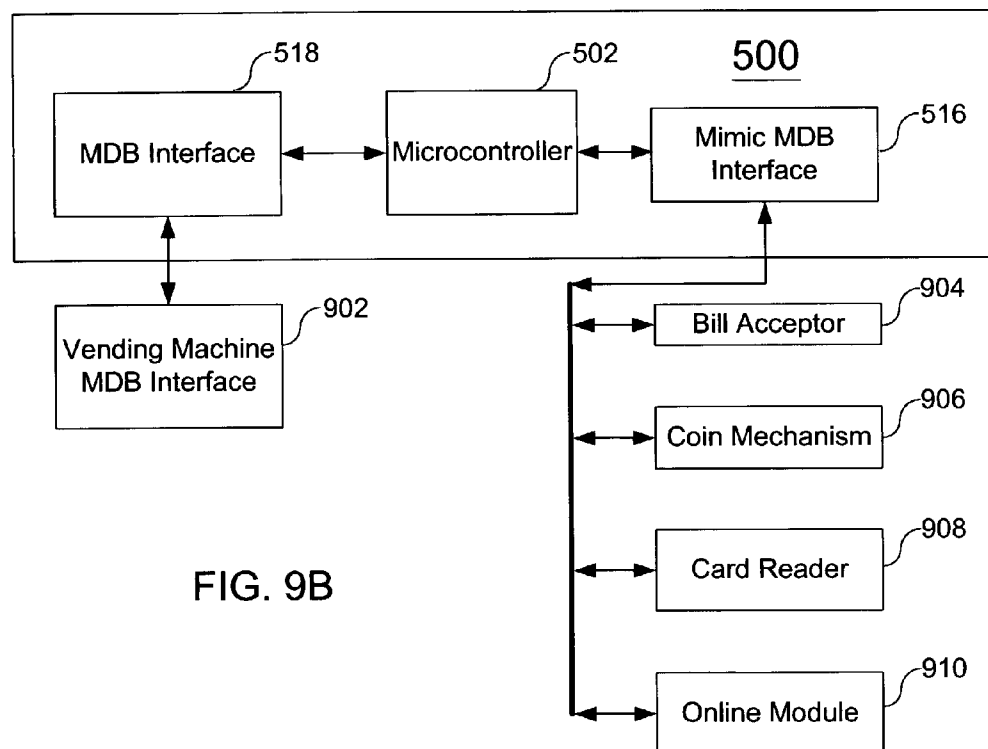 518
502
500
516
MDB Interface
Microcontroller
Mimic MDB
Interface
902
Vending Machine
MDB Interface
904
Bill Acceptor
906
Coin Mechanism
908
Card Reader
FIG. 9B
910
Online Module